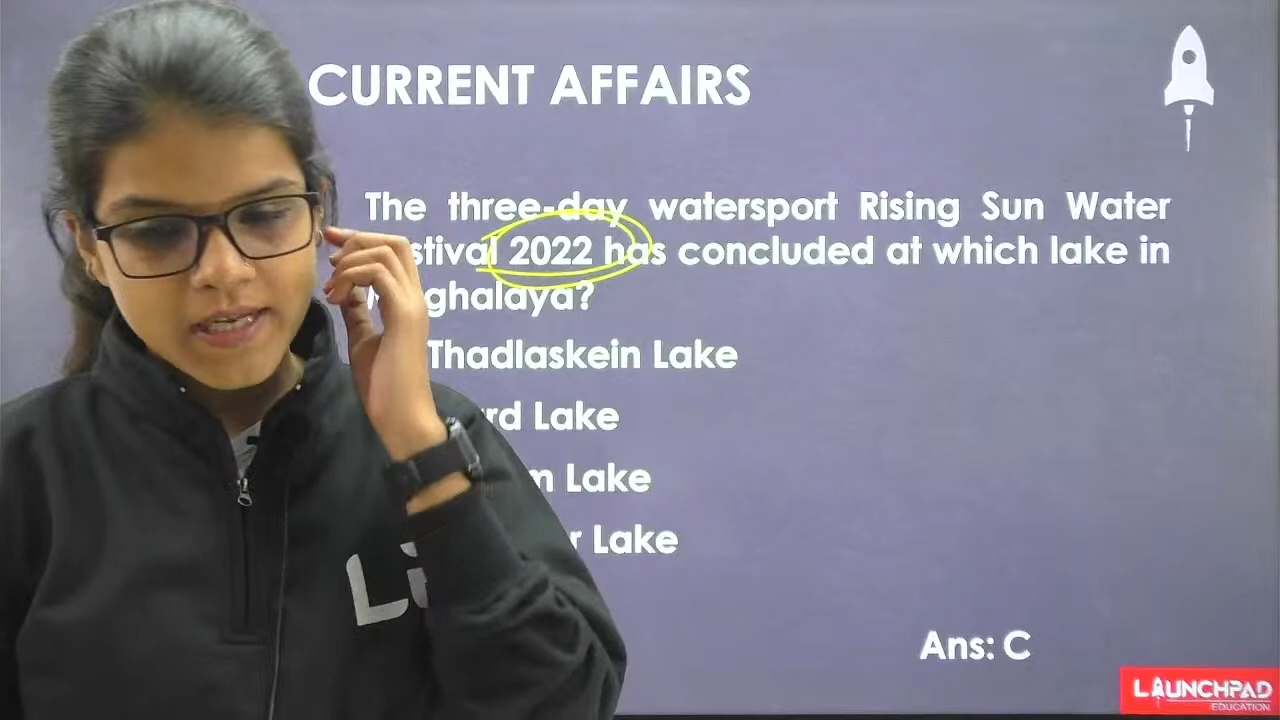 CURRENT AFFAIRS
The three-day watersport Rising Sun Water
stival 2022 has concluded at which lake in
ghalaya?
Thadlaskein Lake
rd Lake
m Lake
r Lake
Ans: C
LAUNCHPAD
EDUCATION